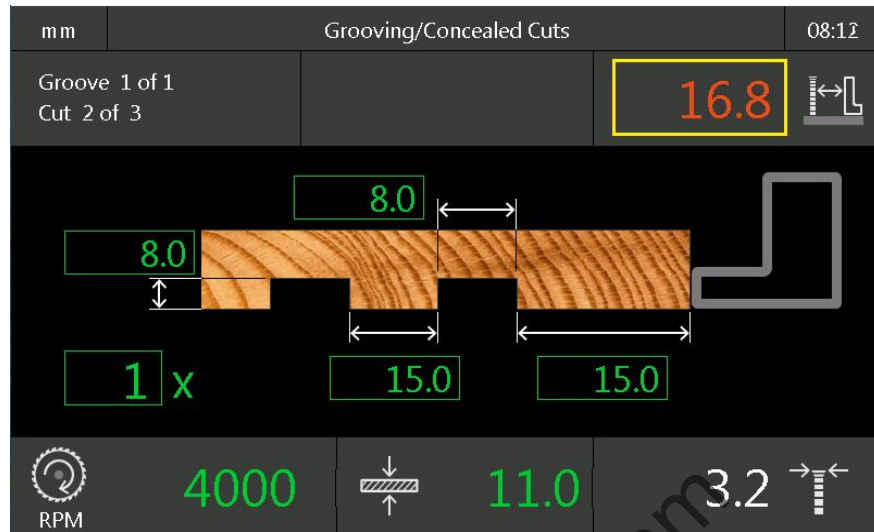 mm
Grooving/Concealed Cuts
08:12
Groove 1 of 1
Cut 2 of 3
16.8
8.0
8.0
15.0
15.0
1 x
RPM
4000
11.0
3.2